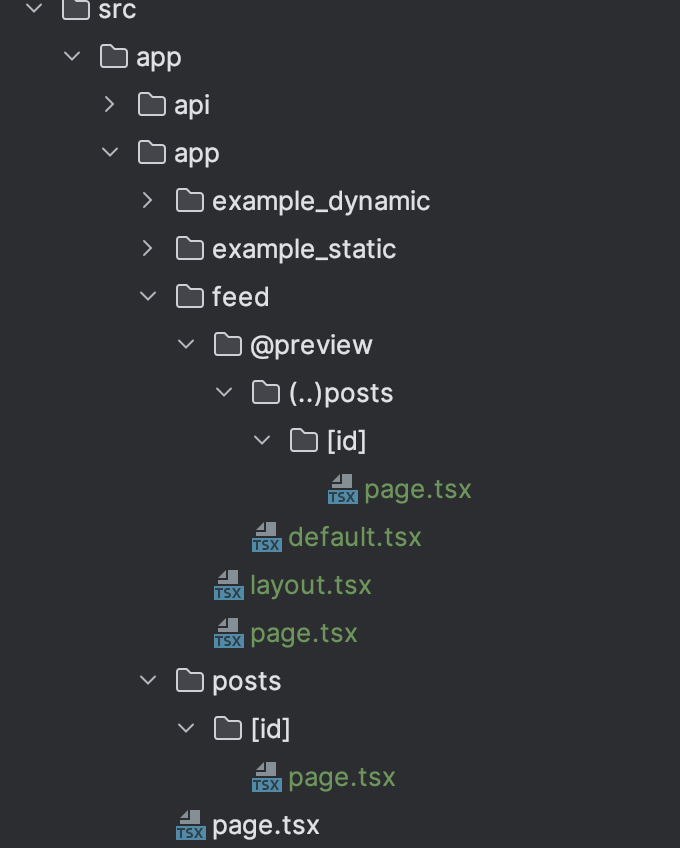 src
app
api
app
example_dynamic
example_static
feed
@preview
(..)posts
[id]
TSX page.tsx
TSX default.tsx
TSX layout.tsx
TSX page.tsx
posts
[id]
TSX page.tsx
TSX page.tsx